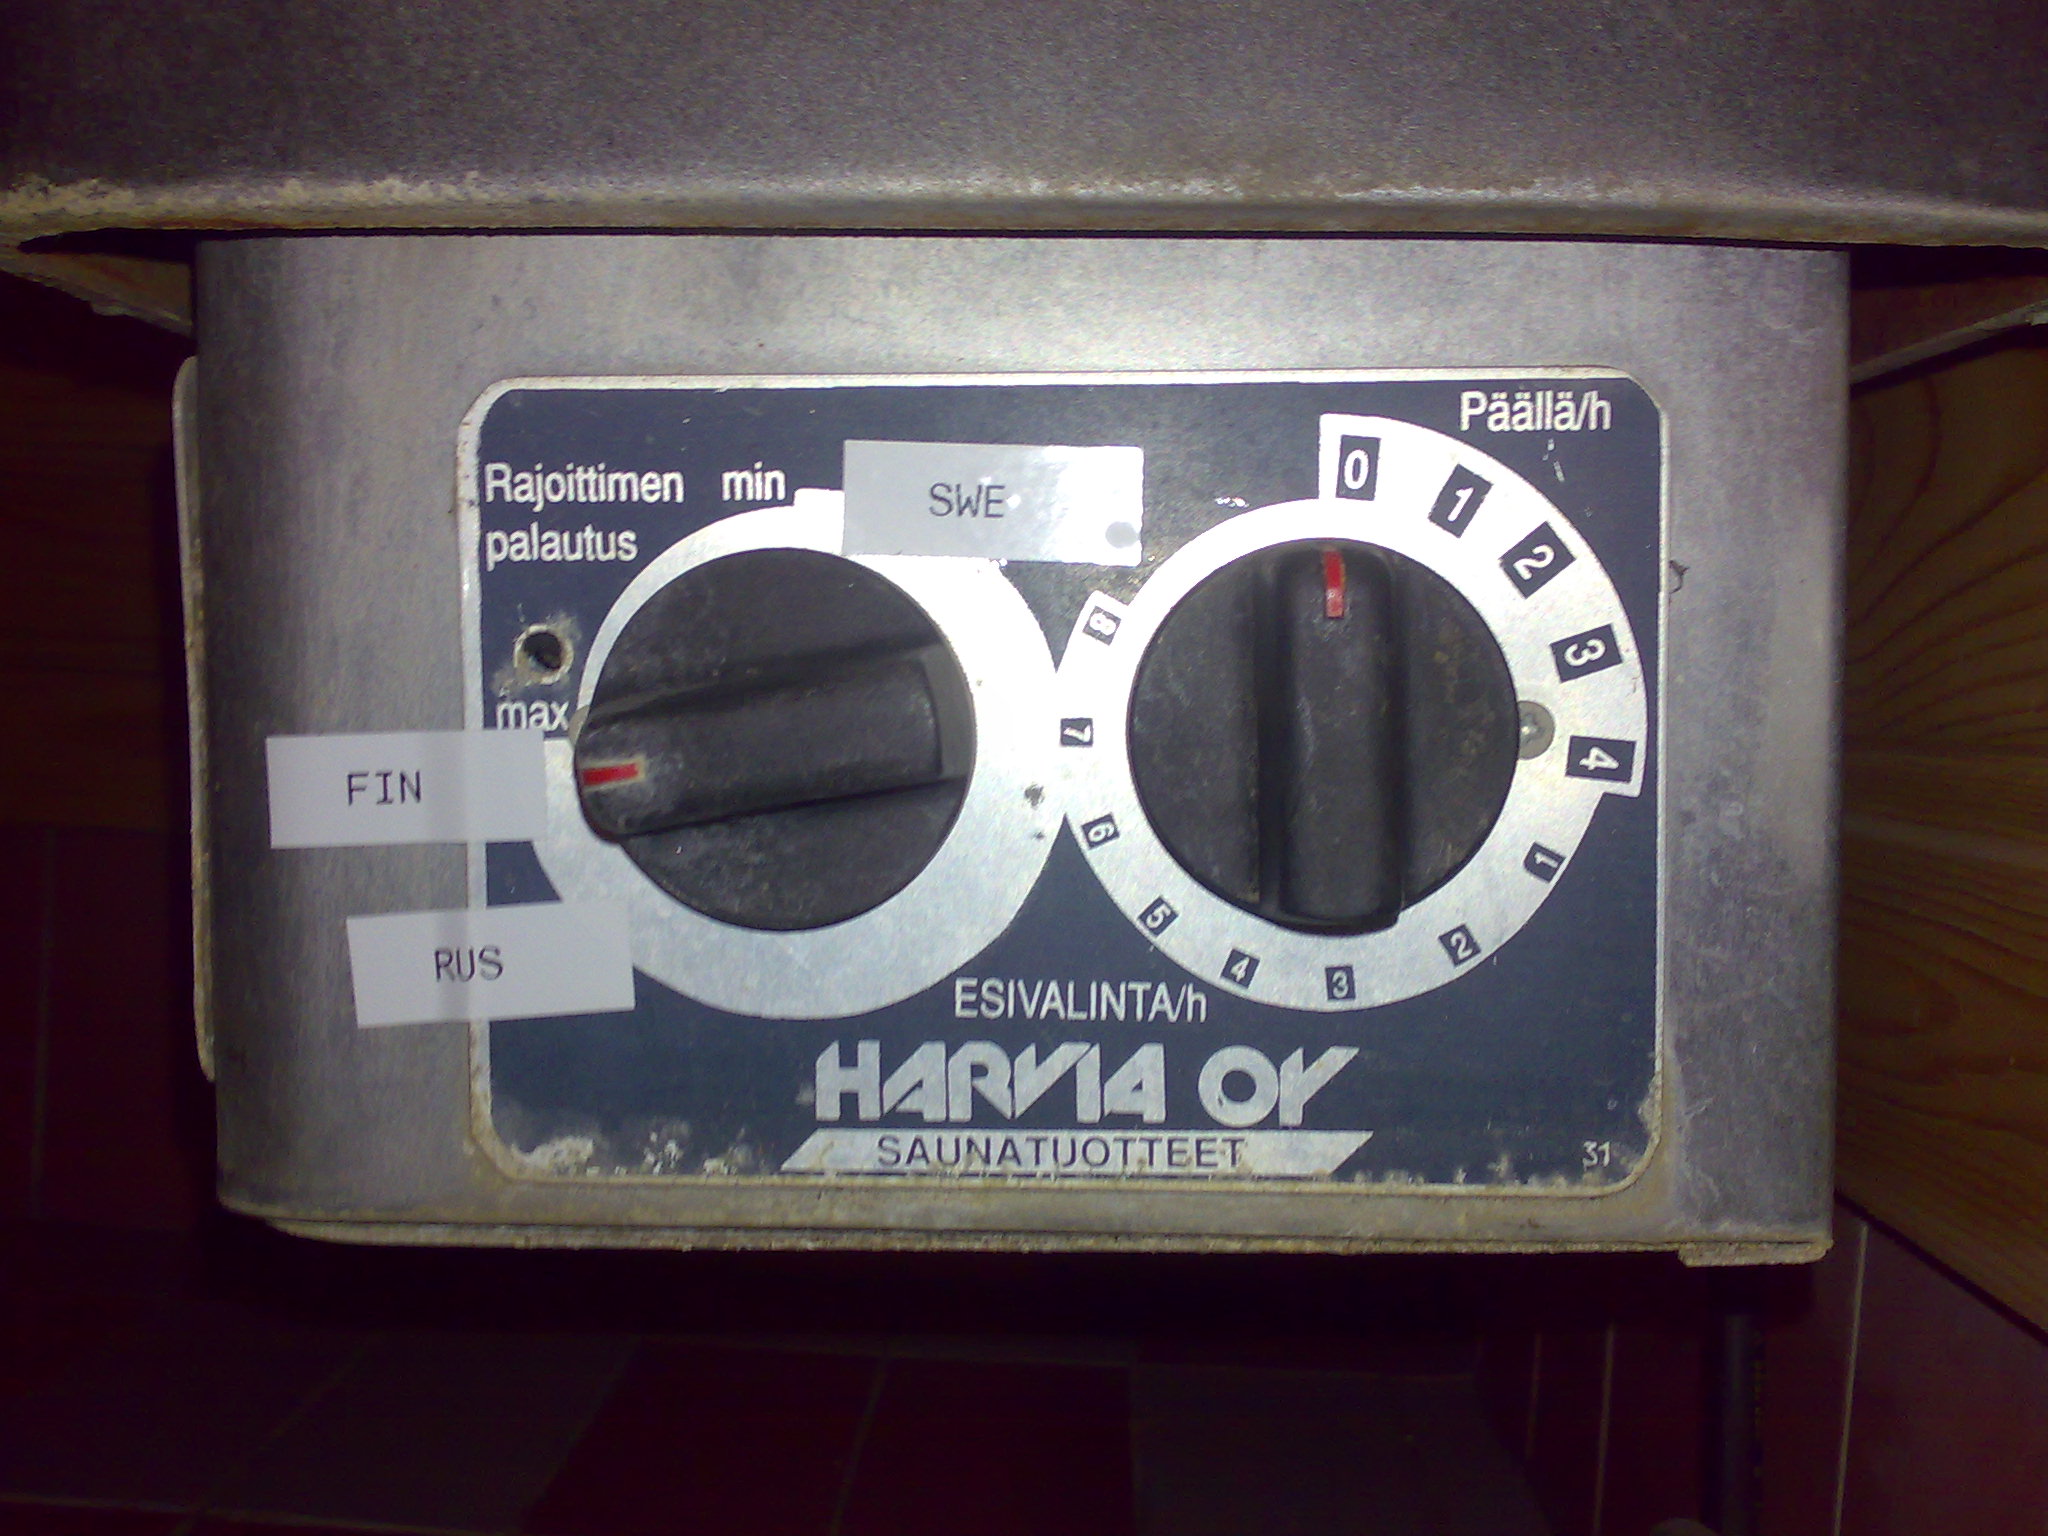 Päällä/h
Rajoittimen min
palautus
SWE
0
1
2
3
4
8
7
6
5
4
3
2
1
max
FIN
RUS
ESIVALINTA/h
HARVIA OY
SAUNATUOTTEET
31